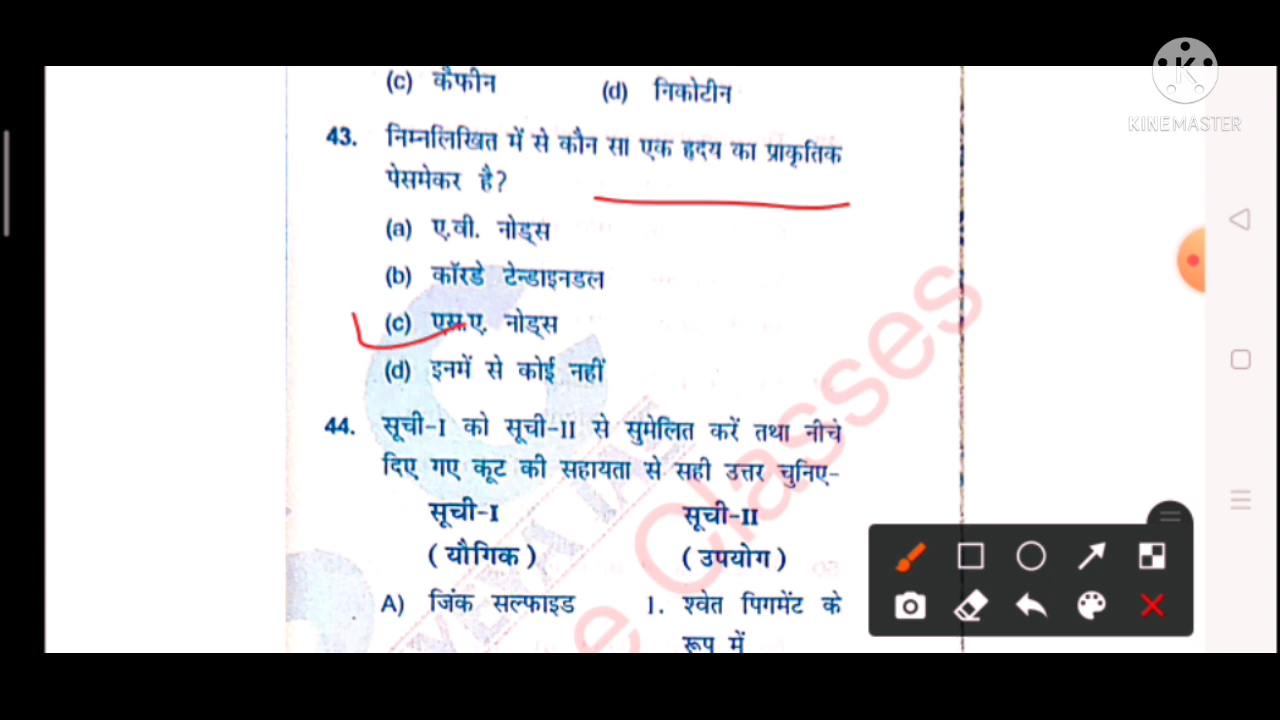 KINEMASTER
(c) कैफीन (d) निकोटीन
43. निम्नलिखित में से कौन सा एक हृदय का प्राकृतिक
पेसमेकर है?
(a) ए.वी. नोड्स
(b) कॉरडे टेन्डाइनडल
(c) एस.ए. नोड्स
(d) इनमें से कोई नहीं
44. सूची-I को सूची-II से सुमेलित करें तथा नीचे
दिए गए कूट की सहायता से सही उत्तर चुनिए-
सूची-I सूची-II
(यौगिक) (उपयोग)
A) जिंक सल्फाइड 1. श्वेत पिगमेंट के
रूप में
e Classes